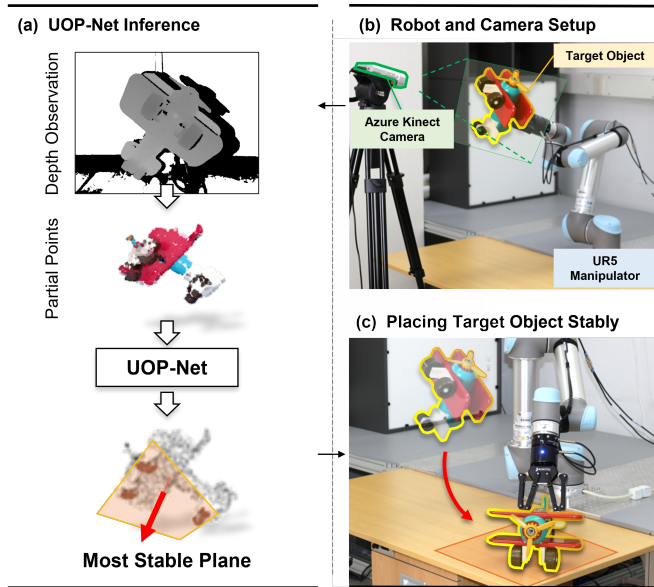 (a) UOP-Net Inference
Depth Observation
Partial Points
UOP-Net
Most Stable Plane
(b) Robot and Camera Setup
Target Object
Azure Kinect
Camera
UR5
Manipulator
(c) Placing Target Object Stably